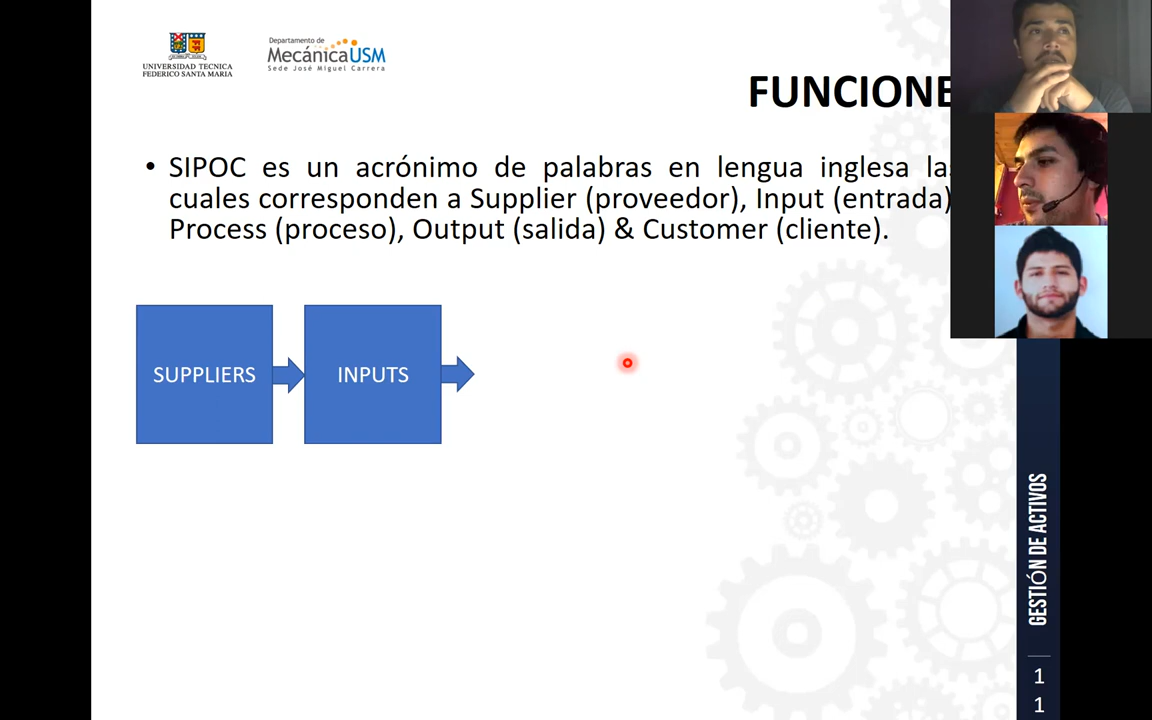 UNIVERSIDAD TECNICA
FEDERICO SANTA MARIA
Departamento de
MecánicaUSM
Sede José Miguel Carrera
FUNCIONE
• SIPOC es un acrónimo de palabras en lengua inglesa las
cuales corresponden a Supplier (proveedor), Input (entrada)
Process (proceso), Output (salida) & Customer (cliente).
SUPPLIERS
INPUTS
GESTIÓN DE ACTIVOS
1
1